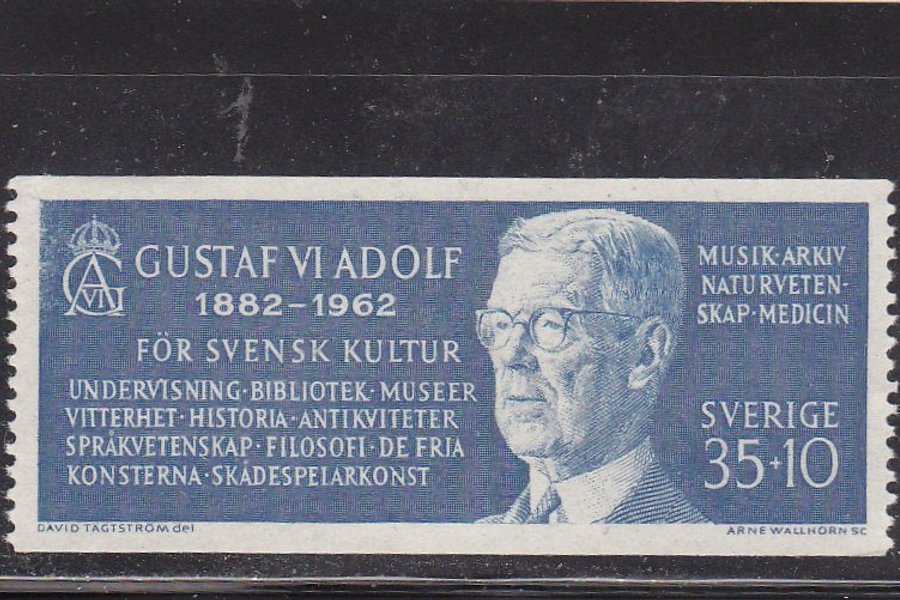 GUSTAF VI ADOLF
1882–1962
FÖR SVENSK KULTUR
UNDERVISNING·BIBLIOTEK·MUSEER
VITTERHET·HISTORIA·ANTIKVITETER
SPRÅKVETENSKAP·FILOSOFI·DE FRIA
KONSTERNA·SKÅDESPELARKONST
MUSIK·ARKIV
NATURVETEN-
SKAP·MEDICIN
SVERIGE
35+10
DAVID TÄGTSTRÖM del
ARNE WALLHORN SC